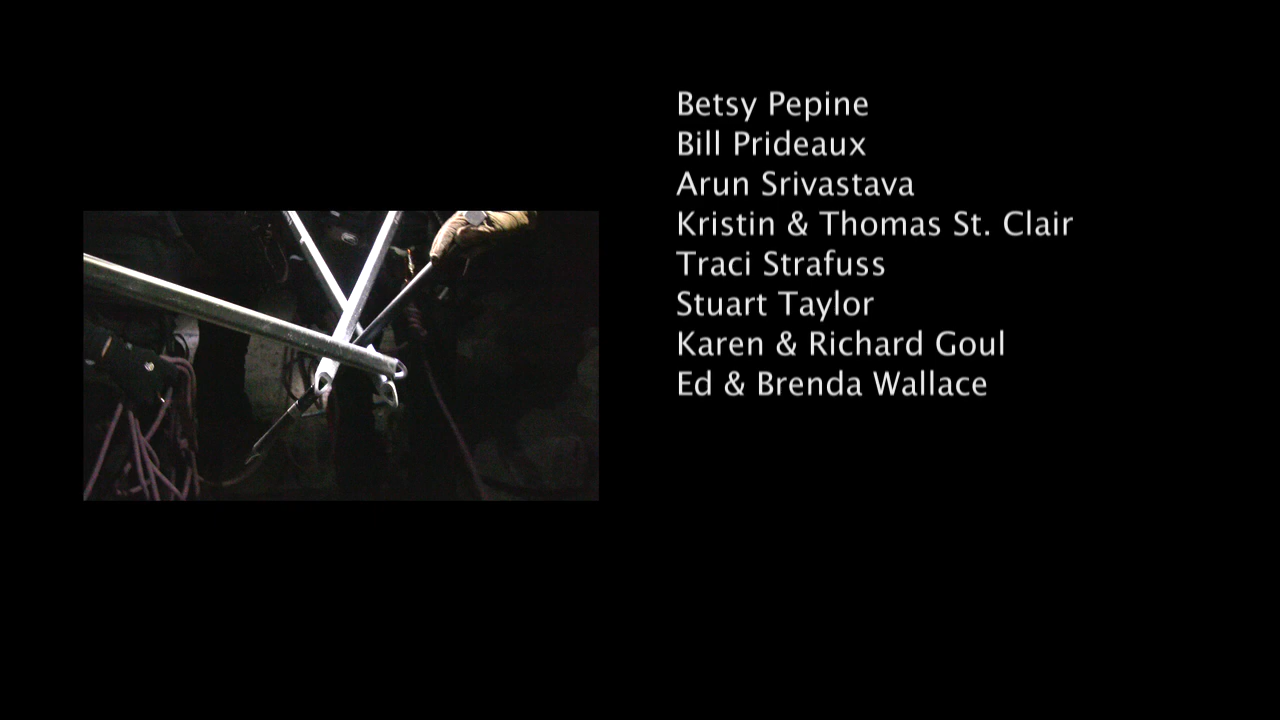 Betsy Pepine
Bill Prideaux
Arun Srivastava
Kristin & Thomas St. Clair
Traci Strafuss
Stuart Taylor
Karen & Richard Goul
Ed & Brenda Wallace